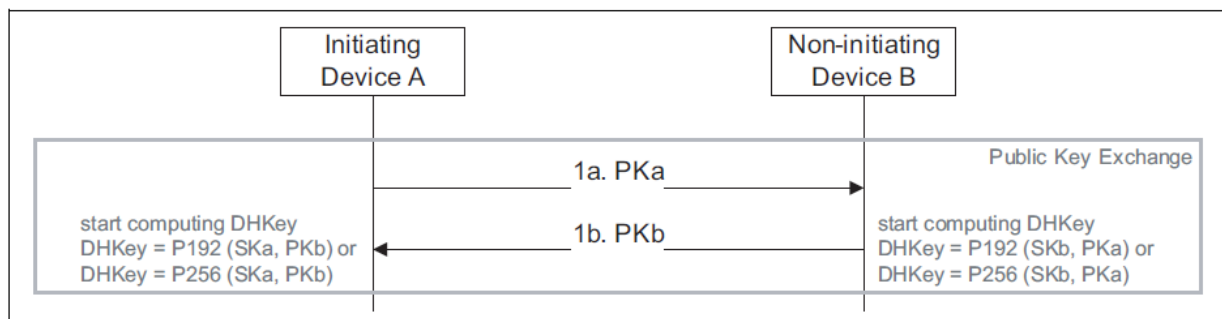 Initiating
Device A
Non-initiating
Device B
Public Key Exchange
1a. PKa
start computing DHKey
DHKey = P192 (SKa, PKb) or
DHKey = P256 (SKa, PKb)
1b. PKb
start computing DHKey
DHKey = P192 (SKb, PKa) or
DHKey = P256 (SKb, PKa)